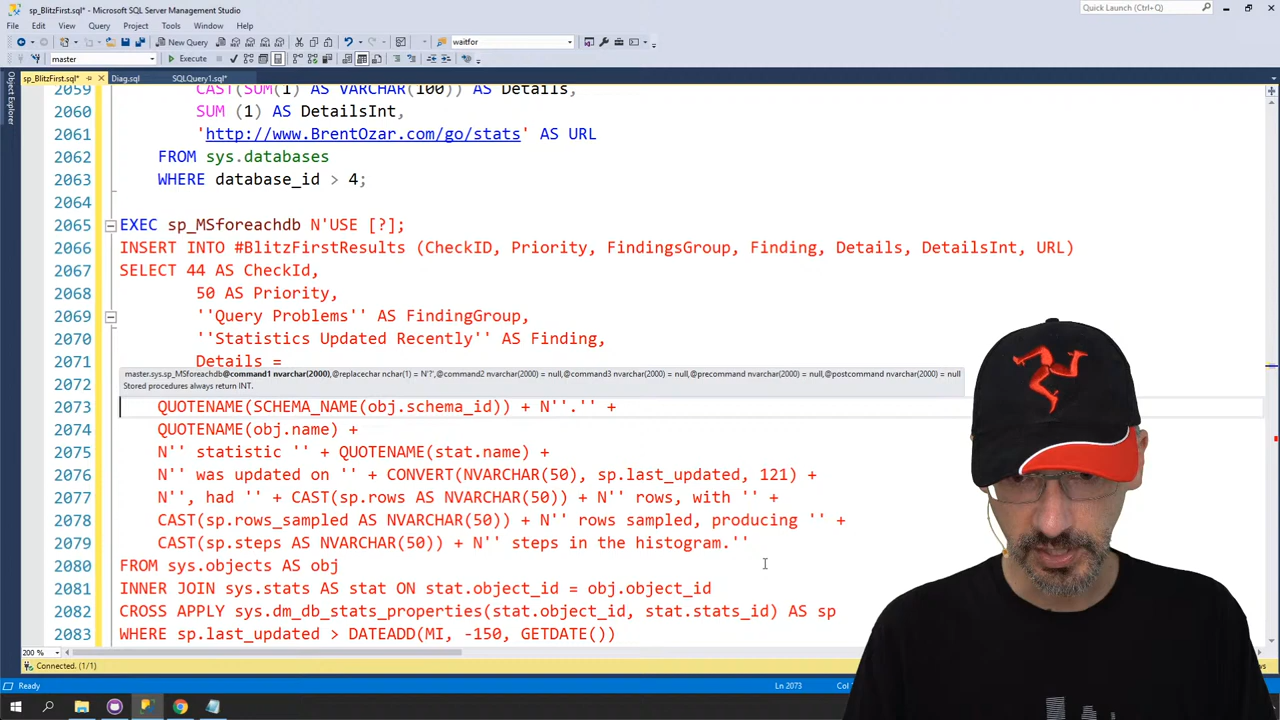 sp_BlitzFirst.sql* - Microsoft SQL Server Management Studio
Quick Launch (Ctrl+Q)
File Edit View Query Project Tools Window Help
New Query
waitfor
master
Execute
sp_BlitzFirst.sql*
Diag.sql
SQLQuery1.sql*
Object Explorer
2059 CAST(SUM(1) AS VARCHAR(100)) AS Details,
2060 SUM (1) AS DetailsInt,
2061 'http://www.BrentOzar.com/go/stats' AS URL
2062 FROM sys.databases
2063 WHERE database_id > 4;
2064
2065 EXEC sp_MSforeachdb N'USE [?];
2066 INSERT INTO #BlitzFirstResults (CheckID, Priority, FindingsGroup, Finding, Details, DetailsInt, URL)
2067 SELECT 44 AS CheckId,
2068 50 AS Priority,
2069 ''Query Problems'' AS FindingGroup,
2070 ''Statistics Updated Recently'' AS Finding,
2071 Details =
master.sys.sp_MSforeachdb@command1 nvarchar(2000),@replacechar nchar(1) = N'?',@command2 nvarchar(2000) = null,@command3 nvarchar(2000) = null,@precommand nvarchar(2000) = null,@postcommand nvarchar(2000) = null
Stored procedures always return INT.
2072
2073 QUOTENAME(SCHEMA_NAME(obj.schema_id)) + N''.'' +
2074 QUOTENAME(obj.name) +
2075 N'' statistic '' + QUOTENAME(stat.name) +
2076 N'' was updated on '' + CONVERT(NVARCHAR(50), sp.last_updated, 121) +
2077 N'', had '' + CAST(sp.rows AS NVARCHAR(50)) + N'' rows, with '' +
2078 CAST(sp.rows_sampled AS NVARCHAR(50)) + N'' rows sampled, producing '' +
2079 CAST(sp.steps AS NVARCHAR(50)) + N'' steps in the histogram.''
2080 FROM sys.objects AS obj
2081 INNER JOIN sys.stats AS stat ON stat.object_id = obj.object_id
2082 CROSS APPLY sys.dm_db_stats_properties(stat.object_id, stat.stats_id) AS sp
2083 WHERE sp.last_updated > DATEADD(MI, -150, GETDATE())
200 %
Connected. (1/1)
Ready
Ln 2073
Col